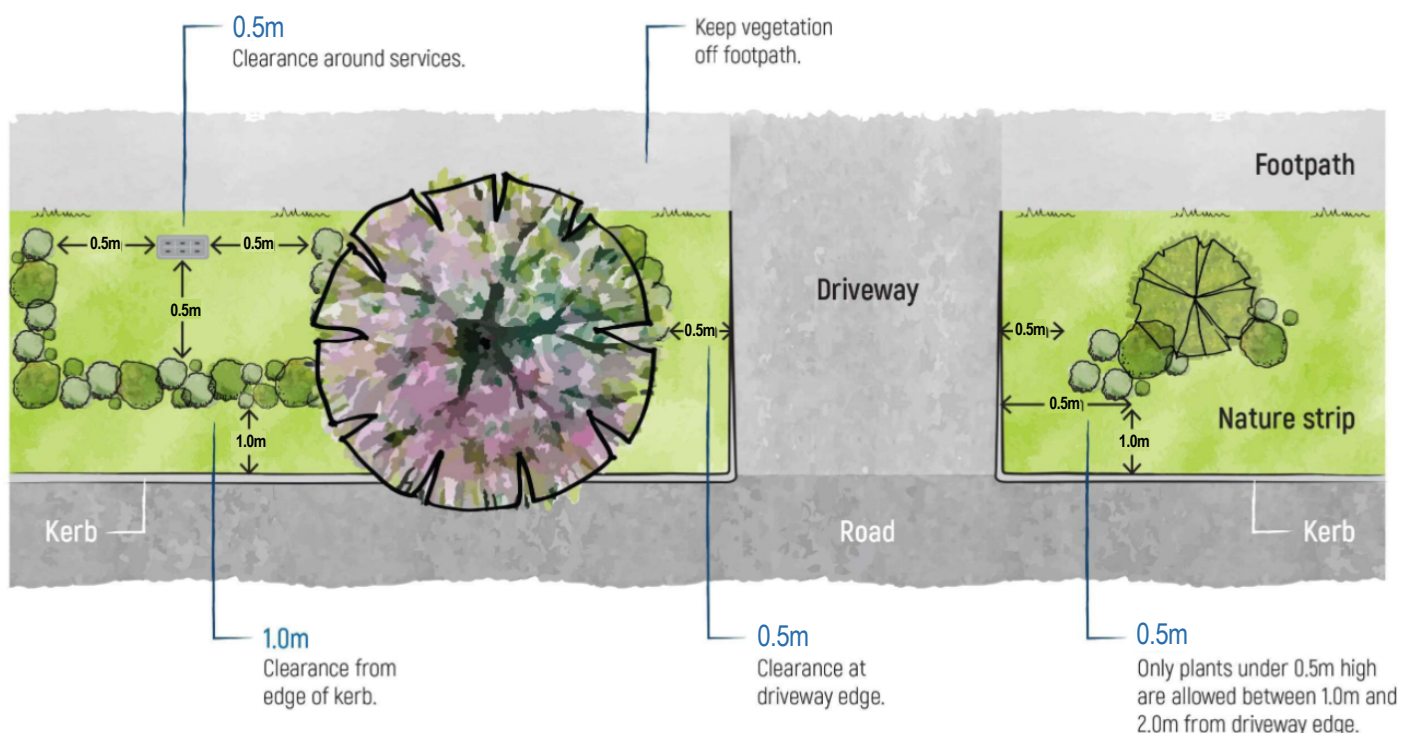 0.5m
Clearance around services.
Keep vegetation
off footpath.
Footpath
0.5m
0.5m
0.5m
Driveway
0.5m
0.5m
0.5m
1.0m
1.0m
Nature strip
Kerb
Road
Kerb
1.0m
Clearance from
edge of kerb.
0.5m
Clearance at
driveway edge.
0.5m
Only plants under 0.5m high
are allowed between 1.0m and
2.0m from driveway edge.